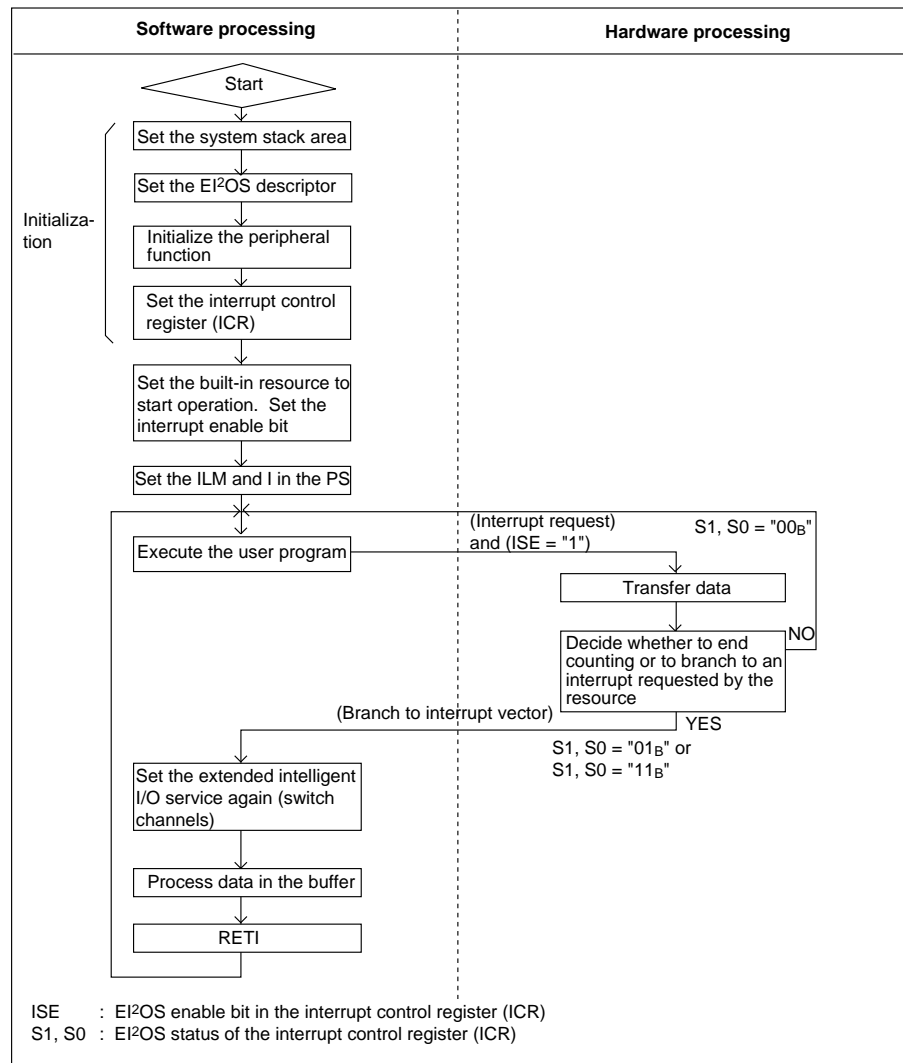 Software processing
Hardware processing
Start
Set the system stack area
Set the EI²OS descriptor
Initializa-
tion
Initialize the peripheral
function
Set the interrupt control
register (ICR)
Set the built-in resource to
start operation.  Set the
interrupt enable bit
Set the ILM and I in the PS
(Interrupt request)
and (ISE = "1")
S1, S0 = "00B"
Execute the user program
Transfer data
NO
Decide whether to end
counting or to branch to an
interrupt requested by the
resource
(Branch to interrupt vector)
YES
S1, S0 = "01B" or
S1, S0 = "11B"
Set the extended intelligent
I/O service again (switch
channels)
Process data in the buffer
RETI
ISE : EI²OS enable bit in the interrupt control register (ICR)
S1, S0 : EI²OS status of the interrupt control register (ICR)